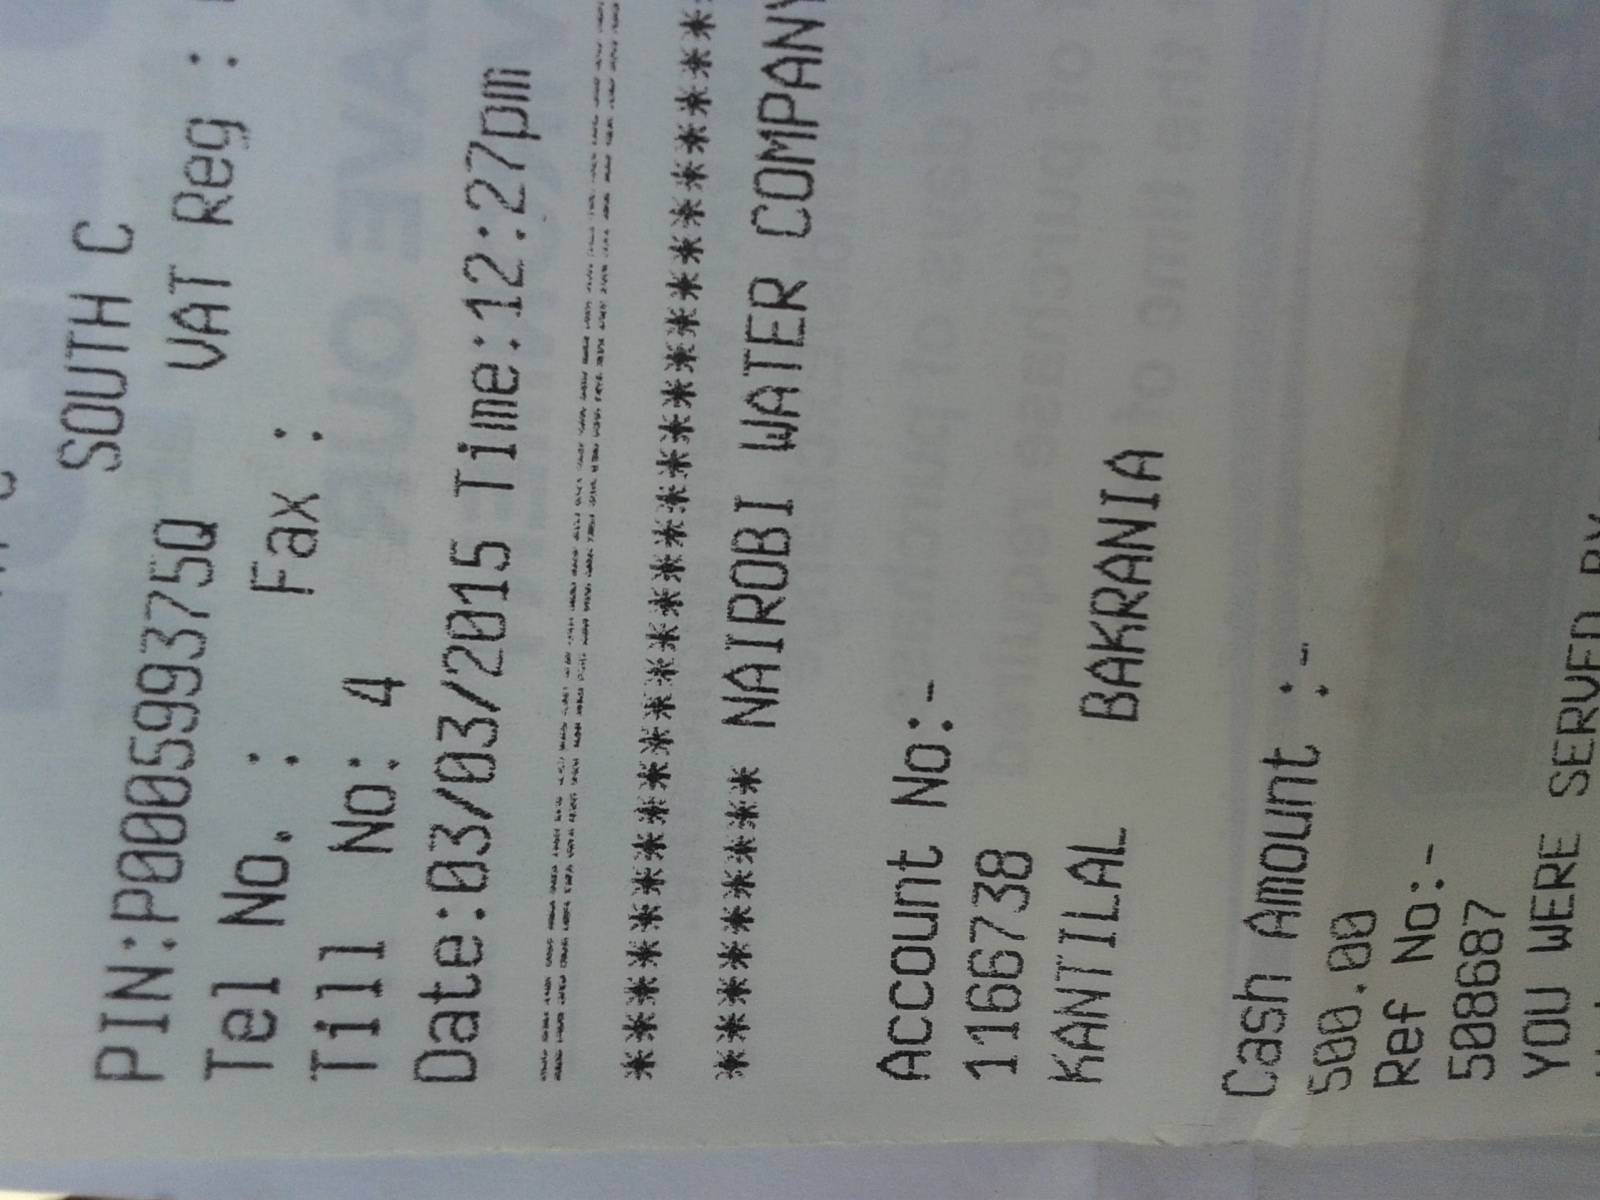 SOUTH C
PIN:P000599375Q VAT Reg :
Tel No. : Fax :
Till No: 4
Date:03/03/2015 Time:12:27pm
================================
********************************
******* NAIROBI WATER COMPANY
Account No:-
1166738
KANTILAL BAKRANIA
Cash Amount :-
500.00
Ref No:-
508687
YOU WERE SERVED BY